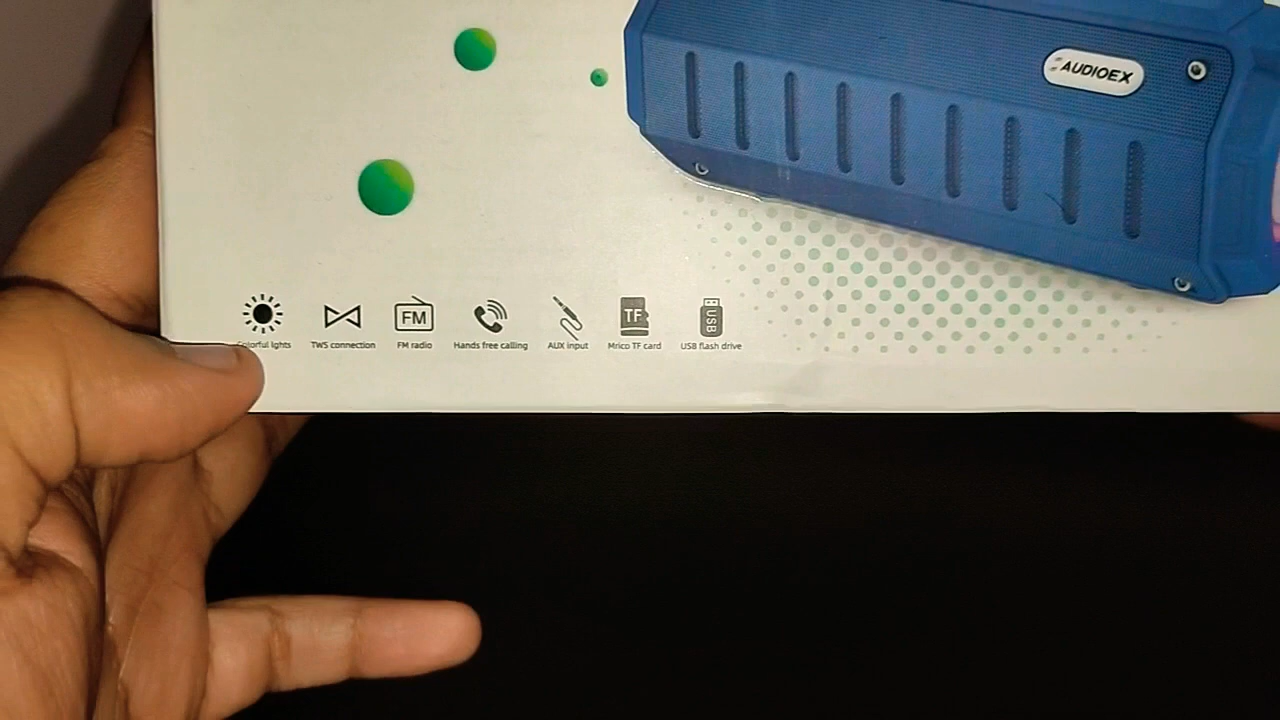 AUDIOEX
FM
TF
USB
Colorful lghts
TWS connection
FM radio
Hands free calling
AUX input
Mrico TF card
USB flash drive